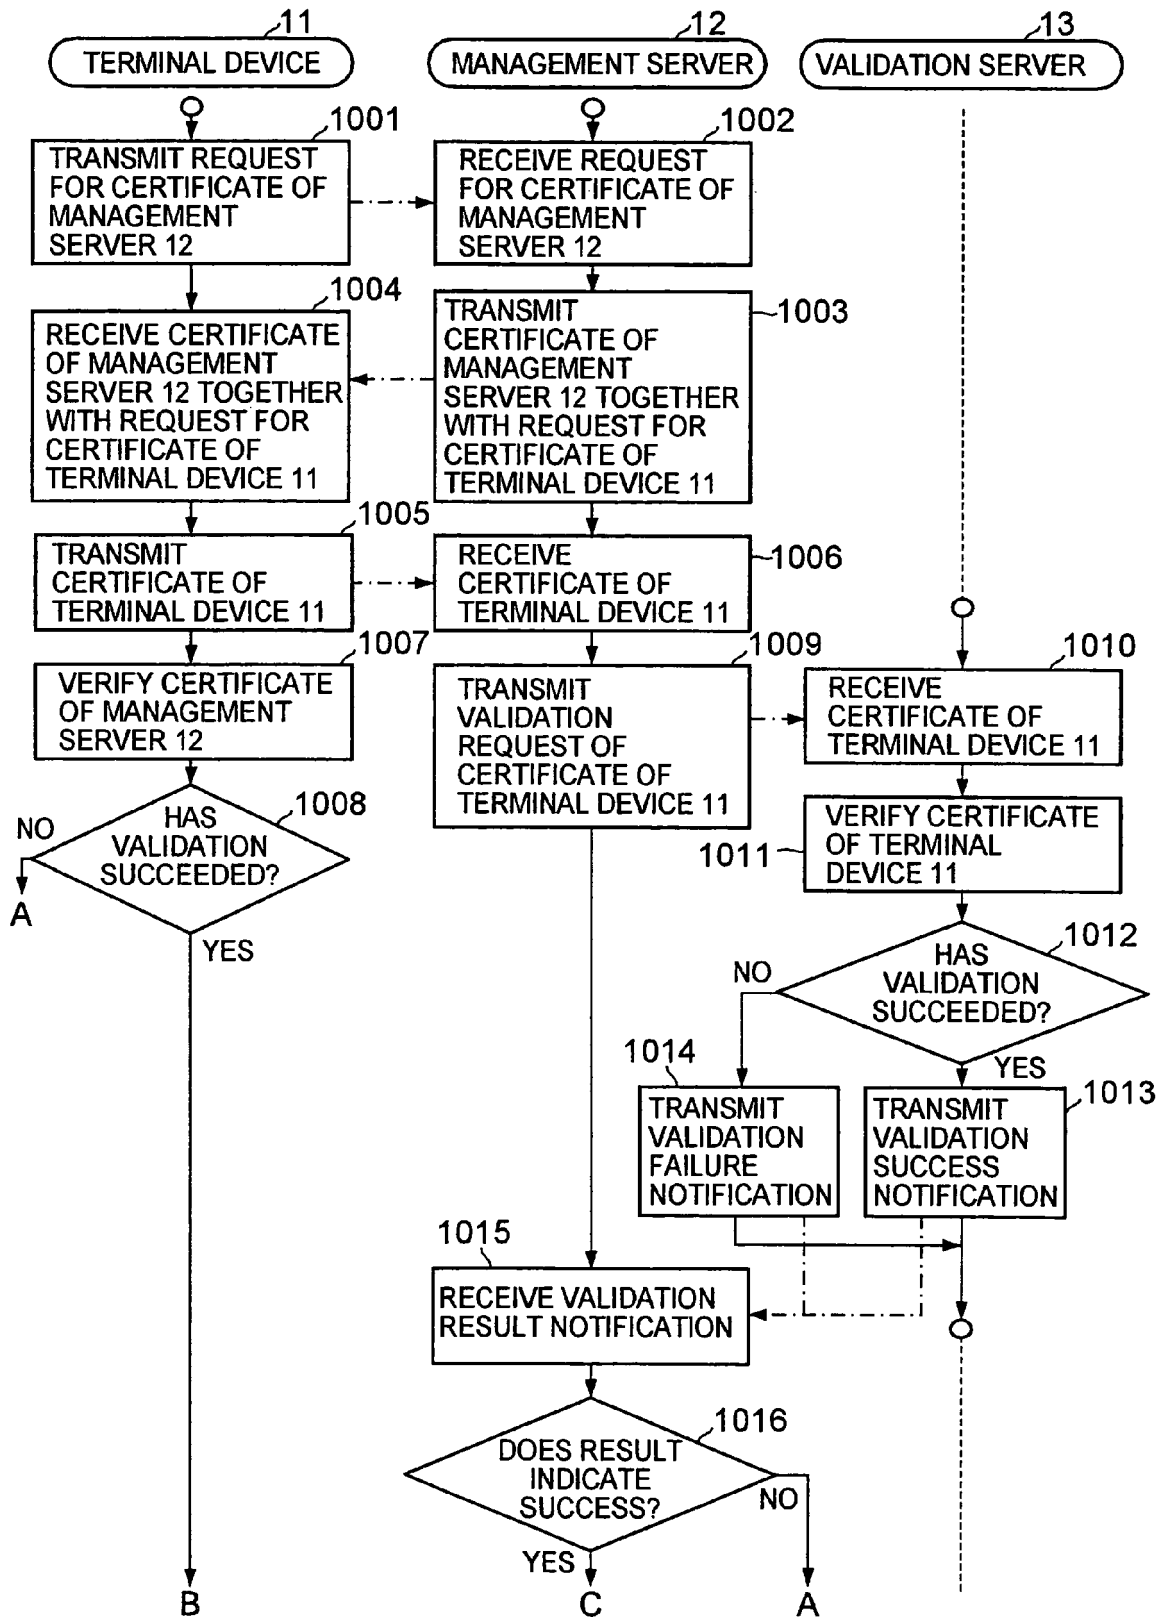 11
TERMINAL DEVICE
12
MANAGEMENT SERVER
13
VALIDATION SERVER
1001
TRANSMIT REQUEST
FOR CERTIFICATE OF
MANAGEMENT
SERVER 12
1002
RECEIVE REQUEST
FOR CERTIFICATE OF
MANAGEMENT
SERVER 12
1004
RECEIVE CERTIFICATE
OF MANAGEMENT
SERVER 12 TOGETHER
WITH REQUEST FOR
CERTIFICATE OF
TERMINAL DEVICE 11
1003
TRANSMIT
CERTIFICATE OF
MANAGEMENT
SERVER 12 TOGETHER
WITH REQUEST FOR
CERTIFICATE OF
TERMINAL DEVICE 11
1005
TRANSMIT
CERTIFICATE OF
TERMINAL DEVICE 11
1006
RECEIVE
CERTIFICATE OF
TERMINAL DEVICE 11
1007
VERIFY CERTIFICATE
OF MANAGEMENT
SERVER 12
1009
TRANSMIT
VALIDATION
REQUEST OF
CERTIFICATE OF
TERMINAL DEVICE 11
1010
RECEIVE
CERTIFICATE OF
TERMINAL DEVICE 11
1008
HAS
VALIDATION
SUCCEEDED?
NO
A
YES
1011
VERIFY CERTIFICATE
OF TERMINAL
DEVICE 11
1012
HAS
VALIDATION
SUCCEEDED?
NO
YES
1014
TRANSMIT
VALIDATION
FAILURE
NOTIFICATION
1013
TRANSMIT
VALIDATION
SUCCESS
NOTIFICATION
1015
RECEIVE VALIDATION
RESULT NOTIFICATION
1016
DOES RESULT
INDICATE
SUCCESS?
NO
YES
B
C
A